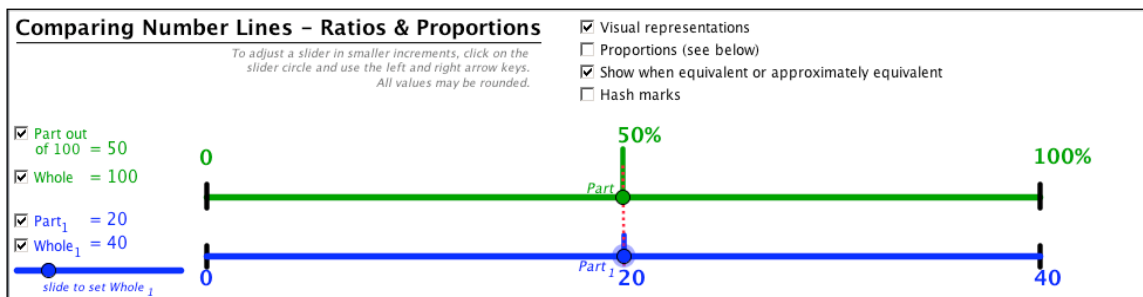 Comparing Number Lines – Ratios & Proportions
To adjust a slider in smaller increments, click on the
slider circle and use the left and right arrow keys.
All values may be rounded.
Visual representations
Proportions (see below)
Show when equivalent or approximately equivalent
Hash marks
Part out
of 100 = 50
Whole = 100
Part1 = 20
Whole1 = 40
slide to set Whole 1
0
50%
100%
Part
Part 1
0
20
40